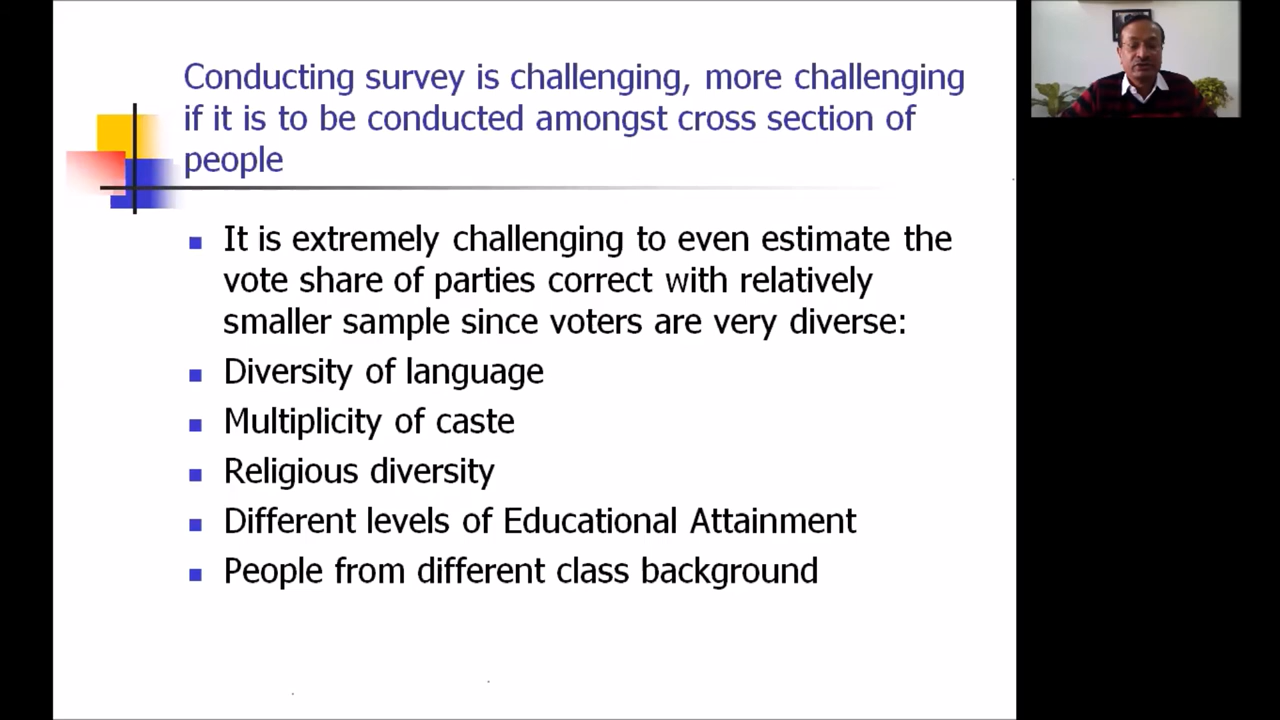 Conducting survey is challenging, more challenging
if it is to be conducted amongst cross section of
people
It is extremely challenging to even estimate the
vote share of parties correct with relatively
smaller sample since voters are very diverse:
Diversity of language
Multiplicity of caste
Religious diversity
Different levels of Educational Attainment
People from different class background